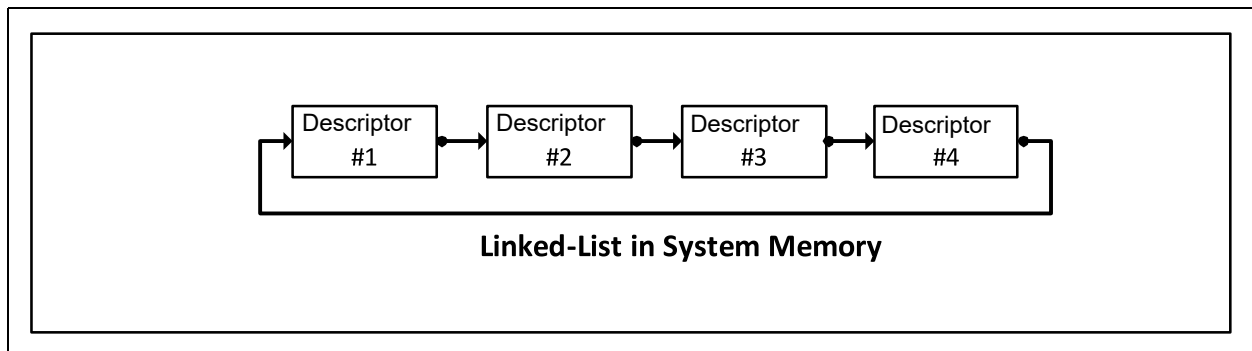 Descriptor
#1
Descriptor
#2
Descriptor
#3
Descriptor
#4
Linked-List in System Memory